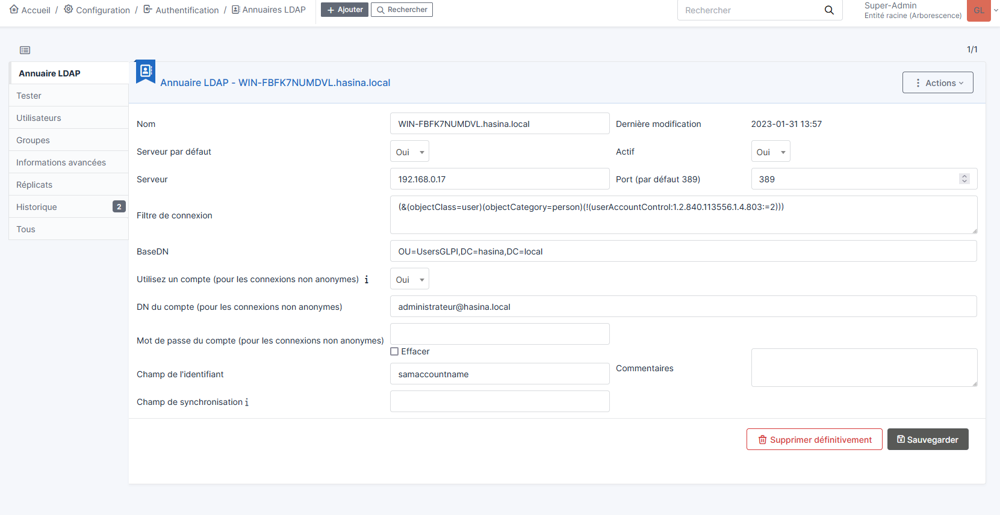 Accueil / Configuration / Authentification / Annuaires LDAP
+ Ajouter
Rechercher
Rechercher
Super-Admin
Entité racine (Arborescence)
GL
1/1
Annuaire LDAP
Tester
Utilisateurs
Groupes
Informations avancées
Réplicats
Historique 2
Tous
Annuaire LDAP - WIN-FBFK7NUMDVL.hasina.local
Actions
Nom WIN-FBFK7NUMDVL.hasina.local Dernière modification 2023-01-31 13:57
Serveur par défaut Oui Actif Oui
Serveur 192.168.0.17 Port (par défaut 389) 389
Filtre de connexion (&(objectClass=user)(objectCategory=person)(!(userAccountControl:1.2.840.113556.1.4.803:=2)))
BaseDN OU=UsersGLPI,DC=hasina,DC=local
Utilisez un compte (pour les connexions non anonymes) i Oui
DN du compte (pour les connexions non anonymes) administrateur@hasina.local
Mot de passe du compte (pour les connexions non anonymes)
Effacer
Champ de l'identifiant samaccountname Commentaires
Champ de synchronisation i
Supprimer définitivement
Sauvegarder